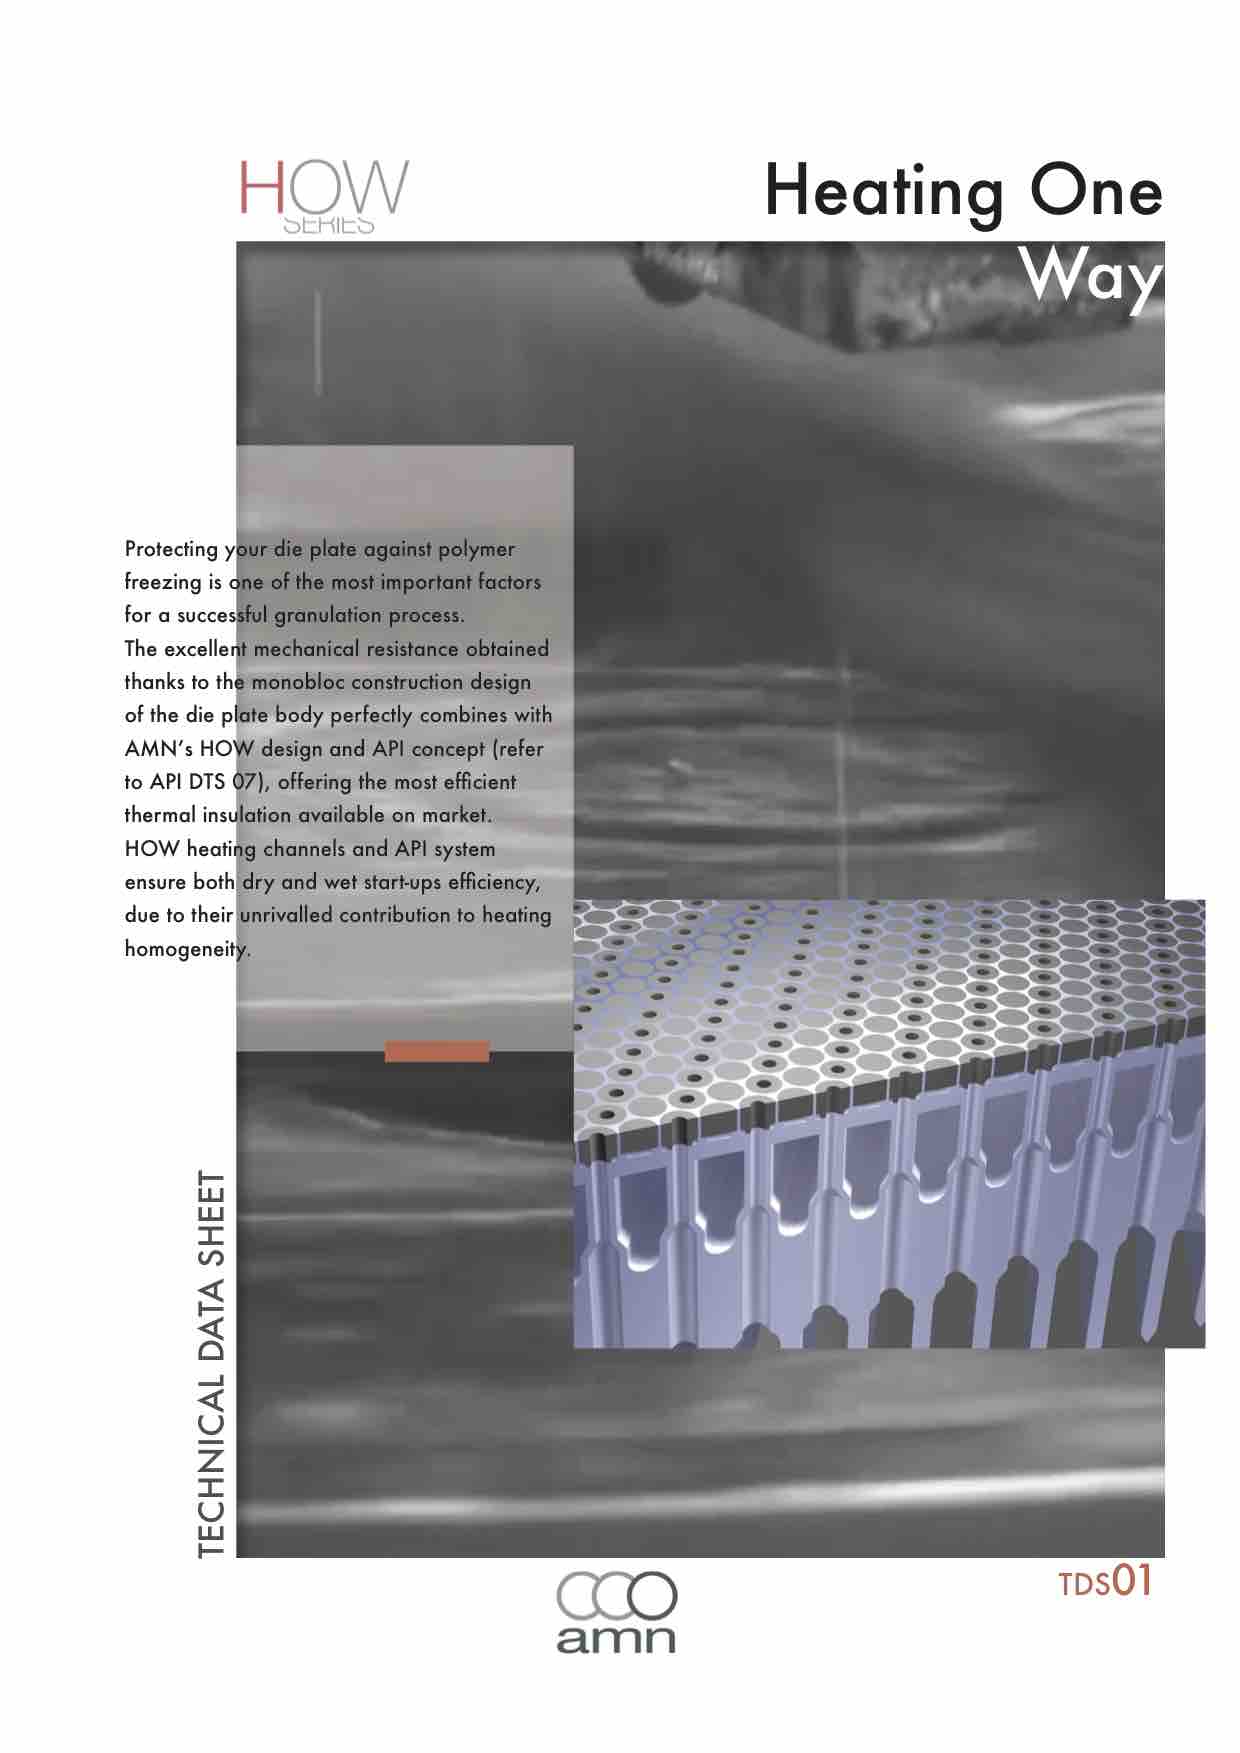 HOW
SERIES
Heating One
Way
Protecting your die plate against polymer
freezing is one of the most important factors
for a successful granulation process.
The excellent mechanical resistance obtained
thanks to the monobloc construction design
of the die plate body perfectly combines with
AMN’s HOW design and API concept (refer
to API DTS 07), offering the most efficient
thermal insulation available on market.
HOW heating channels and API system
ensure both dry and wet start-ups efficiency,
due to their unrivalled contribution to heating
homogeneity.
TECHNICAL DATA SHEET
TDS01
amn